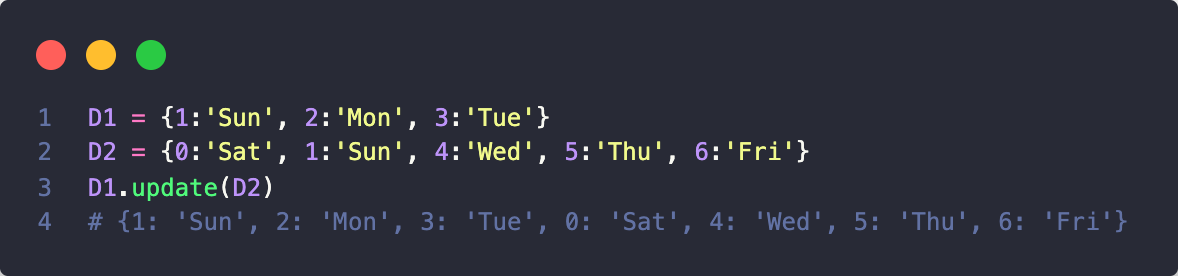 1 D1 = {1:'Sun', 2:'Mon', 3:'Tue'}
2 D2 = {0:'Sat', 1:'Sun', 4:'Wed', 5:'Thu', 6:'Fri'}
3 D1.update(D2)
4 # {1: 'Sun', 2: 'Mon', 3: 'Tue', 0: 'Sat', 4: 'Wed', 5: 'Thu', 6: 'Fri'}